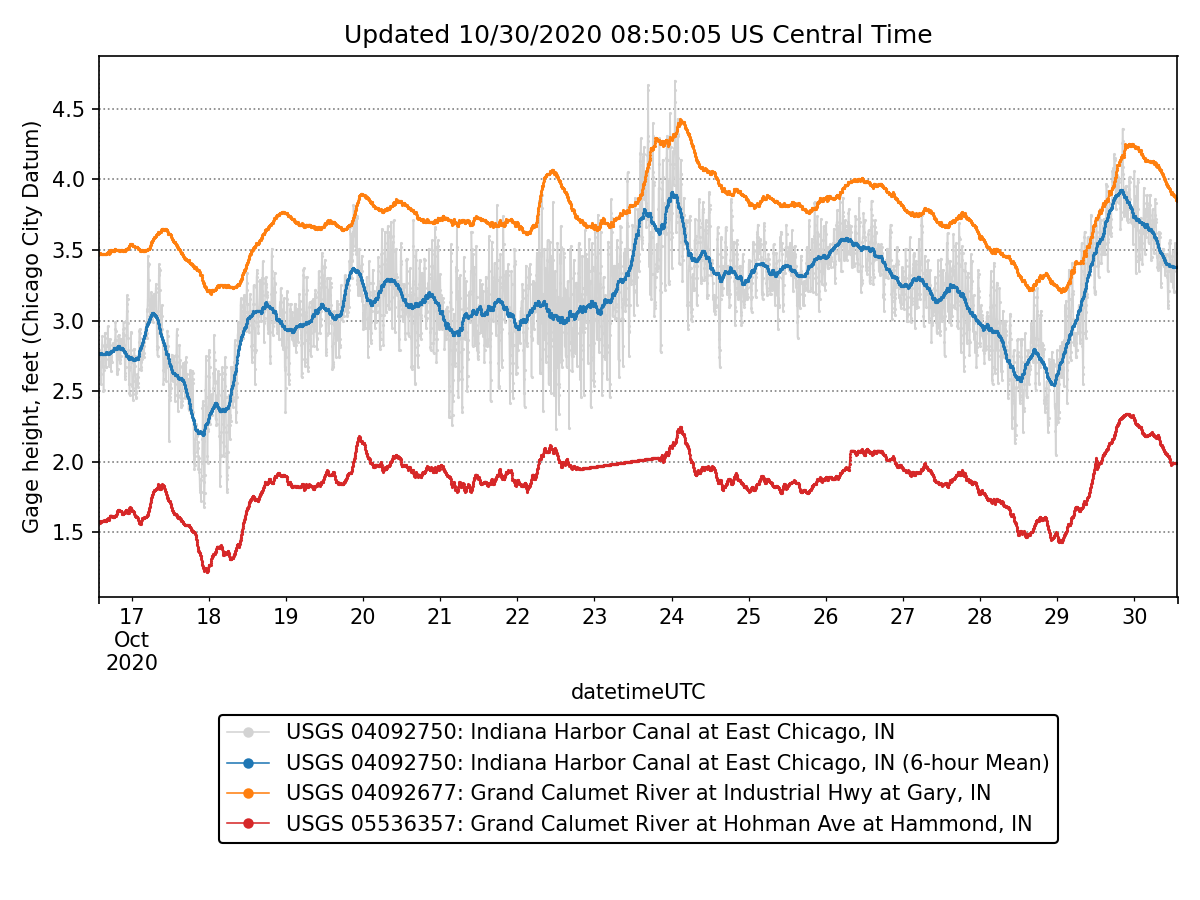 Updated 10/30/2020 08:50:05 US Central Time
Gage height, feet (Chicago City Datum)
4.5
4.0
3.5
3.0
2.5
2.0
1.5
17 18 19 20 21 22 23 24 25 26 27 28 29 30
Oct
2020
datetimeUTC
USGS 04092750: Indiana Harbor Canal at East Chicago, IN
USGS 04092750: Indiana Harbor Canal at East Chicago, IN (6-hour Mean)
USGS 04092677: Grand Calumet River at Industrial Hwy at Gary, IN
USGS 05536357: Grand Calumet River at Hohman Ave at Hammond, IN